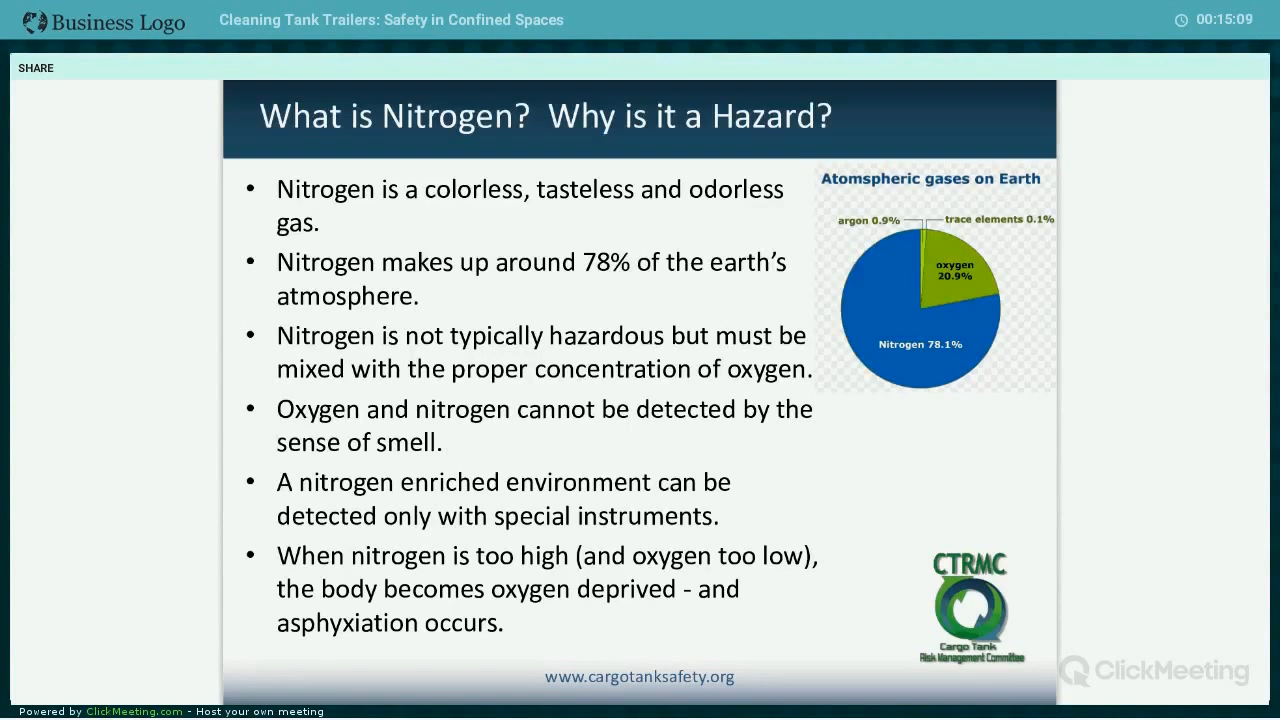 Business Logo
Cleaning Tank Trailers: Safety in Confined Spaces
00:15:09
SHARE
What is Nitrogen?  Why is it a Hazard?
• Nitrogen is a colorless, tasteless and odorless
gas.
• Nitrogen makes up around 78% of the earth’s
atmosphere.
• Nitrogen is not typically hazardous but must be
mixed with the proper concentration of oxygen.
• Oxygen and nitrogen cannot be detected by the
sense of smell.
• A nitrogen enriched environment can be
detected only with special instruments.
• When nitrogen is too high (and oxygen too low),
the body becomes oxygen deprived - and
asphyxiation occurs.
Atomspheric gases on Earth
argon 0.9%
trace elements 0.1%
oxygen
20.9%
Nitrogen 78.1%
CTRMC
Cargo Tank
Risk Management Committee
www.cargotanksafety.org
ClickMeeting
Powered by ClickMeeting.com - Host your own meeting